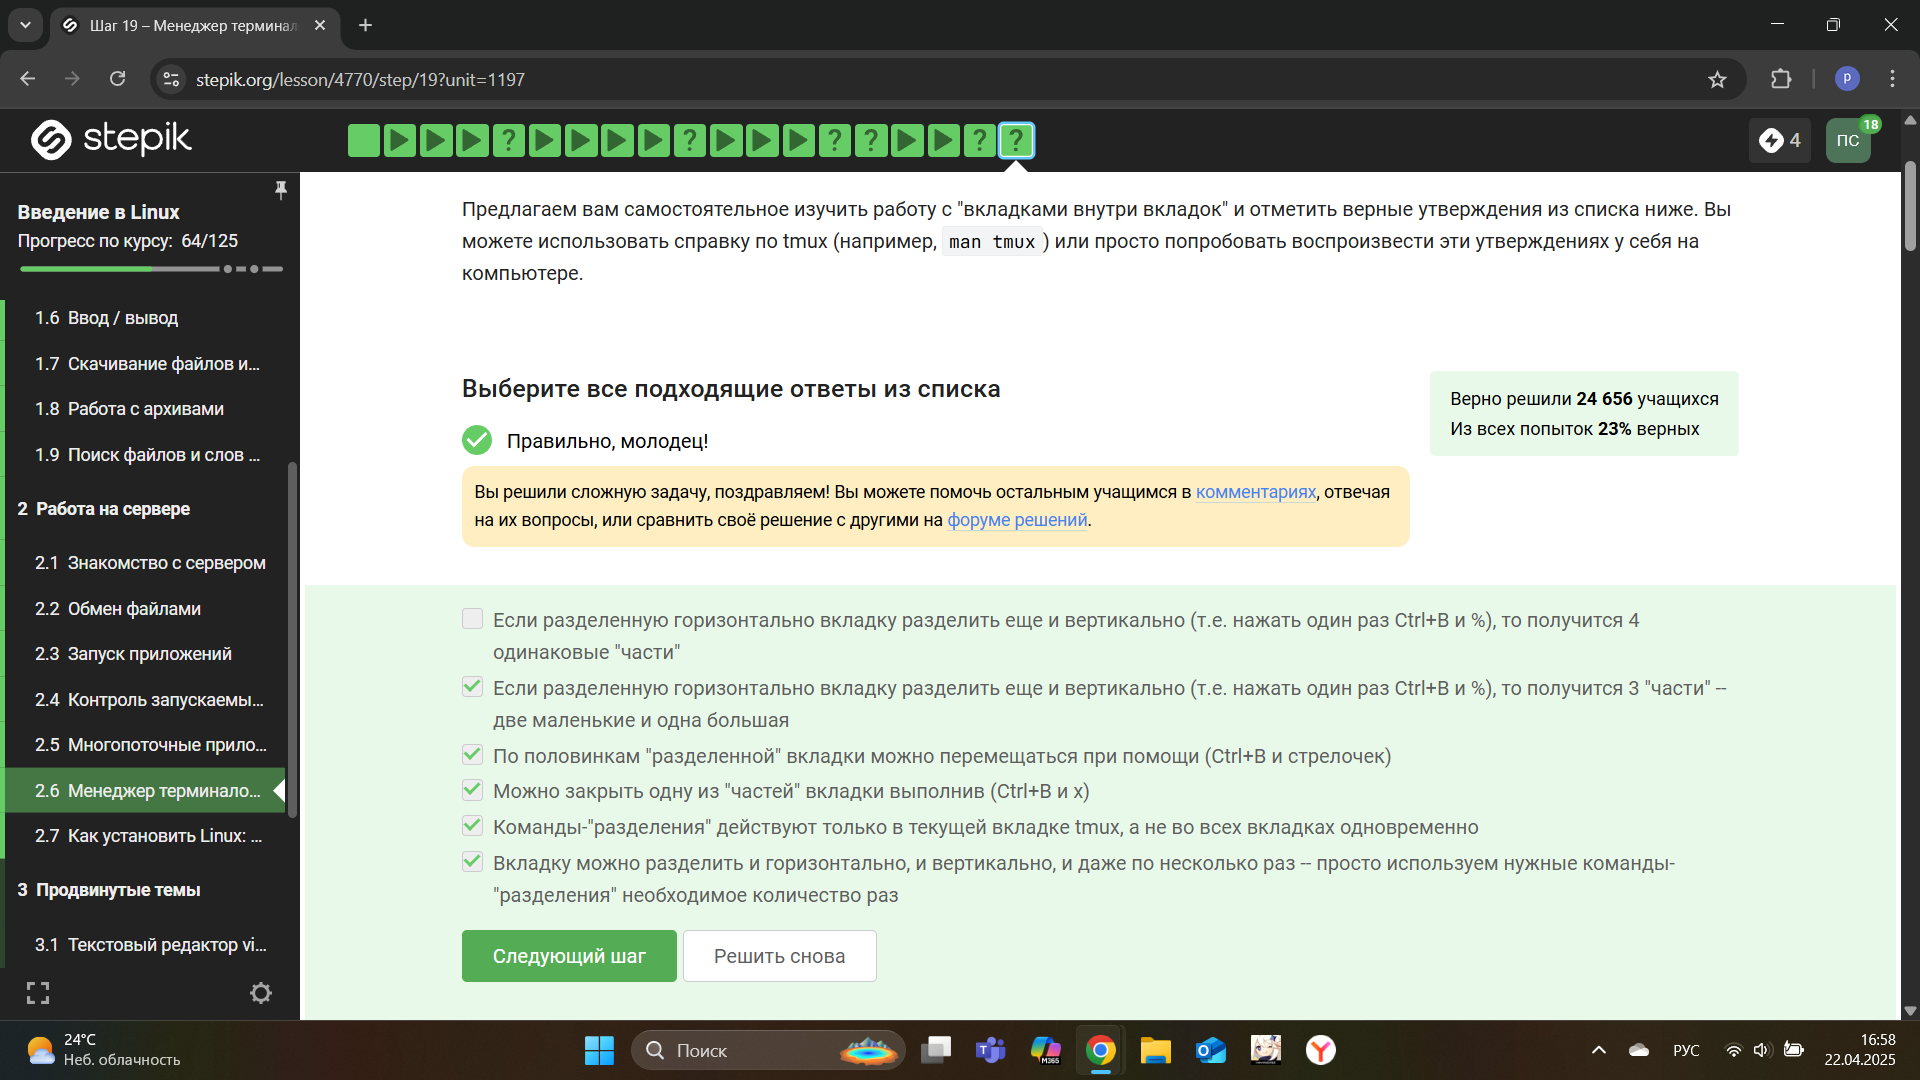 Шаг 19 – Менеджер терминал
stepik.org/lesson/4770/step/19?unit=1197
p
stepik
? ? ? ? ? ?
4
ПС
18
Введение в Linux
Прогресс по курсу: 64/125
1.6 Ввод / вывод
1.7 Скачивание файлов и...
1.8 Работа с архивами
1.9 Поиск файлов и слов ...
2 Работа на сервере
2.1 Знакомство с сервером
2.2 Обмен файлами
2.3 Запуск приложений
2.4 Контроль запускаемы...
2.5 Многопоточные прило...
2.6 Менеджер терминало...
2.7 Как установить Linux: ...
3 Продвинутые темы
3.1 Текстовый редактор vi...
Предлагаем вам самостоятельное изучить работу с "вкладками внутри вкладок" и отметить верные утверждения из списка ниже. Вы
можете использовать справку по tmux (например, man tmux ) или просто попробовать воспроизвести эти утверждениях у себя на
компьютере.
Выберите все подходящие ответы из списка
Правильно, молодец!
Верно решили 24 656 учащихся
Из всех попыток 23% верных
Вы решили сложную задачу, поздравляем! Вы можете помочь остальным учащимся в комментариях, отвечая
на их вопросы, или сравнить своё решение с другими на форуме решений.
Если разделенную горизонтально вкладку разделить еще и вертикально (т.е. нажать один раз Ctrl+B и %), то получится 4
одинаковые "части"
Если разделенную горизонтально вкладку разделить еще и вертикально (т.е. нажать один раз Ctrl+B и %), то получится 3 "части" --
две маленькие и одна большая
По половинкам "разделенной" вкладки можно перемещаться при помощи (Ctrl+B и стрелочек)
Можно закрыть одну из "частей" вкладки выполнив (Ctrl+B и x)
Команды-"разделения" действуют только в текущей вкладке tmux, а не во всех вкладках одновременно
Вкладку можно разделить и горизонтально, и вертикально, и даже по несколько раз -- просто используем нужные команды-
"разделения" необходимое количество раз
Следующий шаг
Решить снова
24°C
Неб. облачность
Поиск
M365
РУС
16:58
22.04.2025